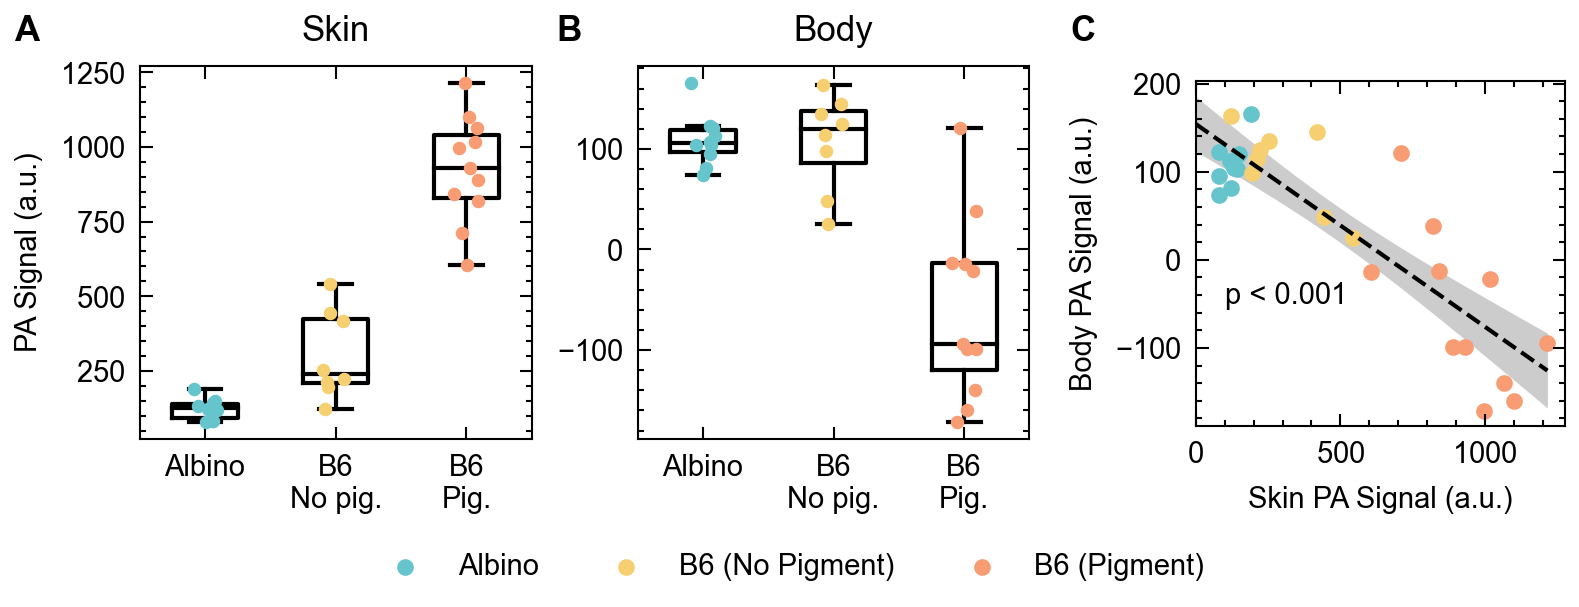 A
Skin
PA Signal (a.u.)
1250
1000
750
500
250
Albino
B6
No pig.
B6
Pig.
B
Body
100
0
−100
Albino
B6
No pig.
B6
Pig.
C
Body PA Signal (a.u.)
200
100
0
−100
p < 0.001
0
500
1000
Skin PA Signal (a.u.)
Albino
B6 (No Pigment)
B6 (Pigment)